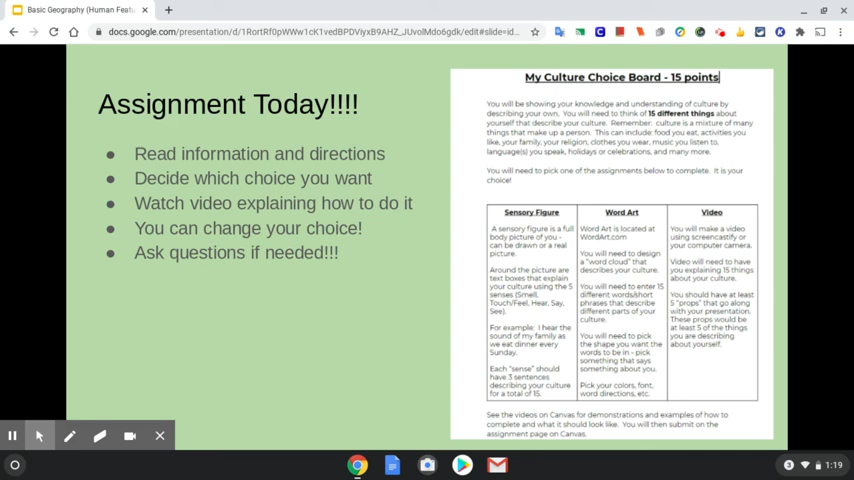 Basic Geography (Human Featu
docs.google.com/presentation/d/1RortRf0pWWw1cK1vedBPDViyxB9AHZ_JUvolMdo6gdk/edit#slide=id…
Assignment Today!!!!
● Read information and directions
● Decide which choice you want
● Watch video explaining how to do it
● You can change your choice!
● Ask questions if needed!!!
My Culture Choice Board - 15 points
You will be showing your knowledge and understanding of culture by
describing your own. You will need to think of 15 different things about
yourself that describe your culture. Remember: culture is a mixture of many
things that make up a person. This can include; food you eat, activities you
like, your family, your religion, clothes you wear, music you listen to,
language(s) you speak, holidays or celebrations, and many more.
You will need to pick one of the assignments below to complete. It is your
choice!
Sensory Figure
A sensory figure is a full
body picture of you -
can be drawn or a real
picture.
Around the picture are
text boxes that explain
your culture using the 5
senses (Smell,
Touch/Feel, Hear, Say,
See).
For example: I hear the
sound of my family as
we eat dinner every
Sunday.
Each "sense" should
have 3 sentences
describing your culture
for a total of 15.
Word Art
Word Art is located at
WordArt.com
You will need to design
a "word cloud" that
describes your culture.
You will need to enter 15
different words/short
phrases that describe
different parts of your
culture.
You will need to pick
the shape you want the
words to be in - pick
something that says
something about you.
Pick your colors, font,
word directions, etc.
Video
You will make a video
using screencastify or
your computer camera.
Video will need to have
you explaining 15 things
about your culture.
You should have at least
5 "props" that go along
with your presentation.
These props would be
at least 5 of the things
you are describing
about yourself.
See the videos on Canvas for demonstrations and examples of how to
complete and what it should look like. You will then submit on the
assignment page on Canvas.
3
1:19